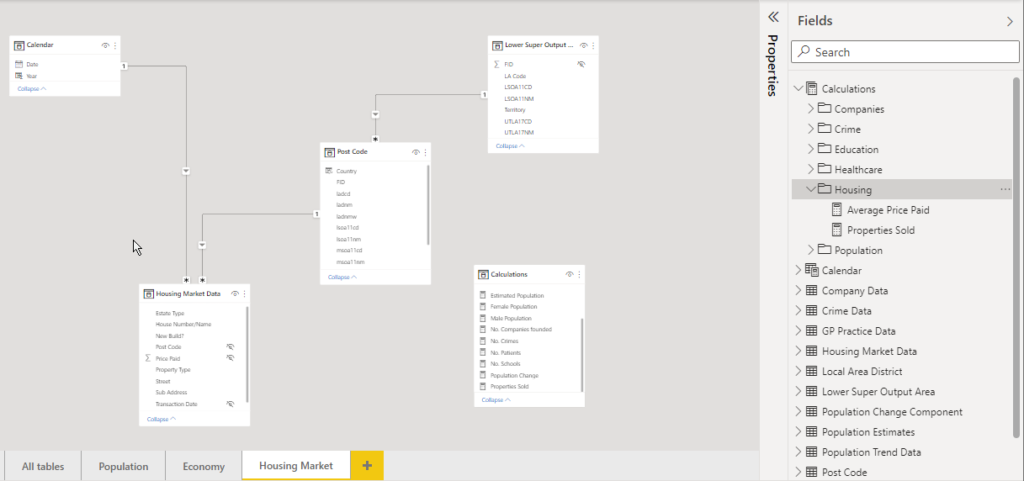 Calendar
Date
Year
Collapse
1
Lower Super Output ...
FID
LA Code
LSOA11CD
LSOA11NM
Territory
UTLA17CD
UTLA17NM
Collapse
1
*
Post Code
Country
FID
ladcd
ladnm
ladnmw
lsoa11cd
lsoa11nm
msoa11cd
msoa11nm
Collapse
1
* *
Housing Market Data
Estate Type
House Number/Name
New Build?
Post Code
Σ Price Paid
Property Type
Street
Sub Address
Transaction Date
Collapse
Calculations
Estimated Population
Female Population
Male Population
No. Companies founded
No. Crimes
No. Patients
No. Schools
Population Change
Properties Sold
Collapse
All tables
Population
Economy
Housing Market
+
Properties
Fields
Search
Calculations
Companies
Crime
Education
Healthcare
Housing
...
Average Price Paid
Properties Sold
Population
Calendar
Company Data
Crime Data
GP Practice Data
Housing Market Data
Local Area District
Lower Super Output Area
Population Change Component
Population Estimates
Population Trend Data
Post Code